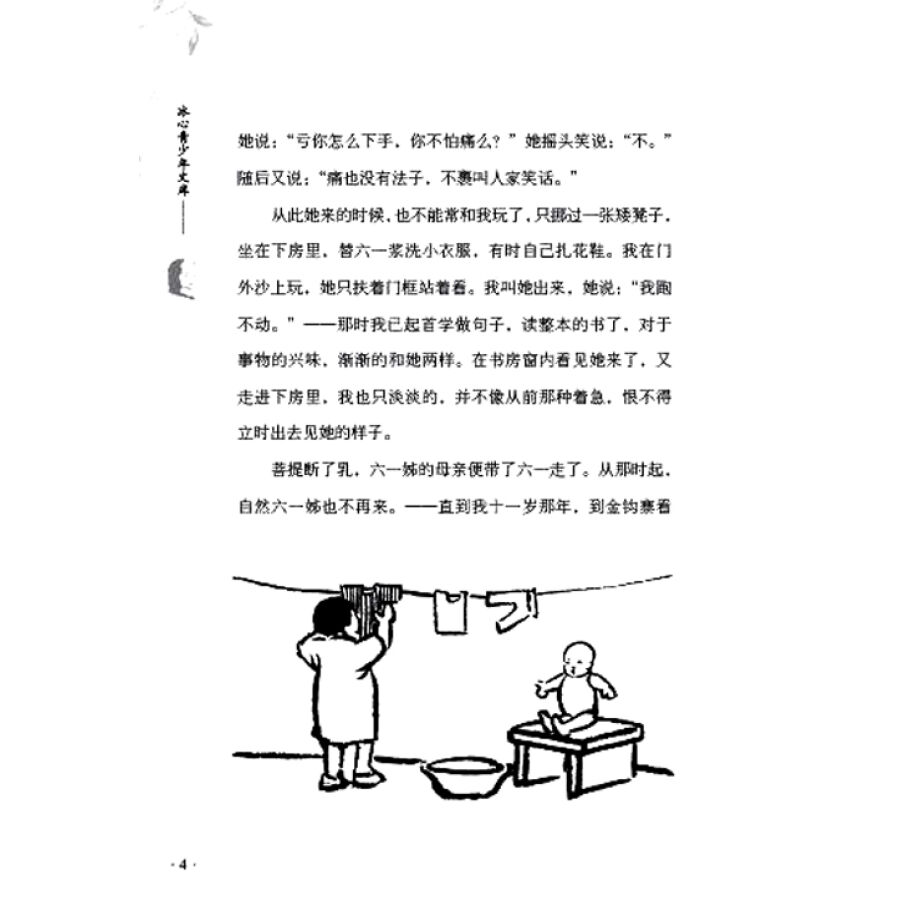 冰心青少年文库
她说：“亏你怎么下手，你不怕痛么？”她摇头笑说：“不。”
随后又说：“痛也没有法子，不裹叫人家笑话。”
从此她来的时候，也不能常和我玩了，只挪过一张矮凳子，
坐在下房里，替六一浆洗小衣服，有时自己扎花鞋。我在门
外沙上玩，她只扶着门框站着看。我叫她出来，她说：“我跑
不动。”——那时我已起首学做句子，读整本的书了，对于
事物的兴味，渐渐的和她两样。在书房窗内看见她来了，又
走进下房里，我也只淡淡的，并不像从前那种着急，恨不得
立时出去见她的样子。
菩提断了乳，六一姊的母亲便带了六一走了。从那时起，
自然六一姊也不再来。——直到我十一岁那年，到金钩寨看
·4·